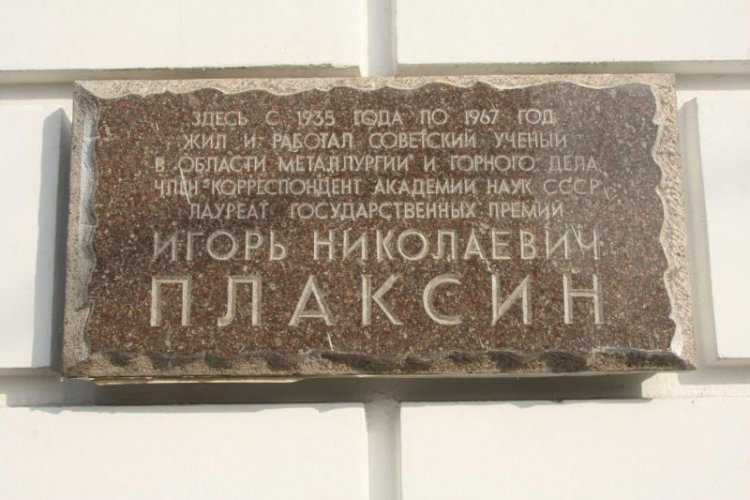 ЗДЕСЬ С 1935 ГОДА ПО 1967 ГОД
ЖИЛ И РАБОТАЛ СОВЕТСКИЙ УЧЕНЫЙ
В ОБЛАСТИ МЕТАЛЛУРГИИ И ГОРНОГО ДЕЛА
ЧЛЕН-КОРРЕСПОНДЕНТ АКАДЕМИИ НАУК СССР
ЛАУРЕАТ ГОСУДАРСТВЕННЫХ ПРЕМИЙ
ИГОРЬ НИКОЛАЕВИЧ
ПЛАКСИН